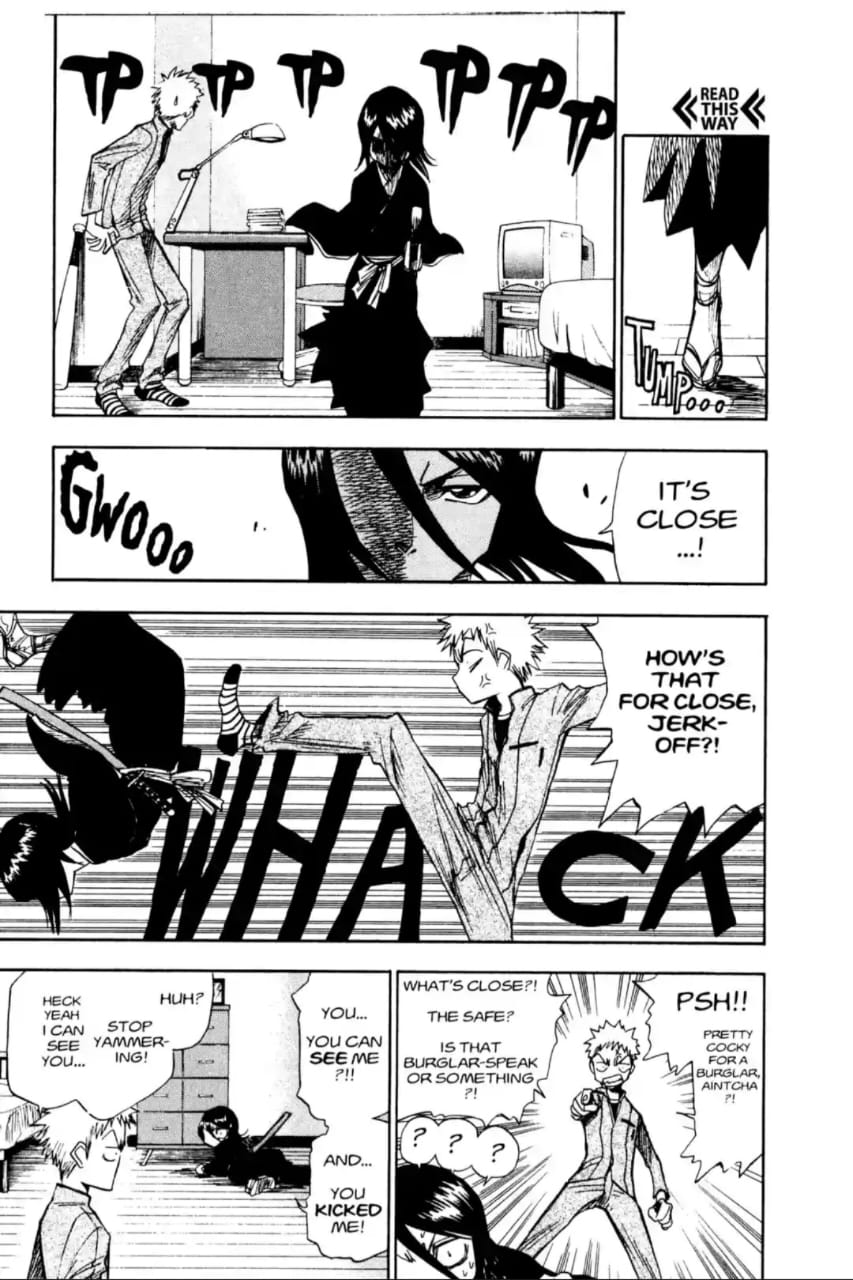 READ
THIS
WAY
TUMPooo
TP
TP
TP
TP
TP
TP
IT'S
CLOSE
...!
GWOOO
HOW'S
THAT
FOR CLOSE,
JERK-
OFF?!
WHACK
PSH!!
PRETTY
COCKY
FOR A
BURGLAR,
AINTCHA
?!
WHAT'S CLOSE?!
THE SAFE?
IS THAT
BURGLAR-SPEAK
OR SOMETHING
?!
? ? ?
YOU...
YOU CAN
SEE ME
?!!
AND...
YOU
KICKED
ME!
HUH?
STOP
YAMMER-
ING!
HECK
YEAH
I CAN
SEE
YOU...